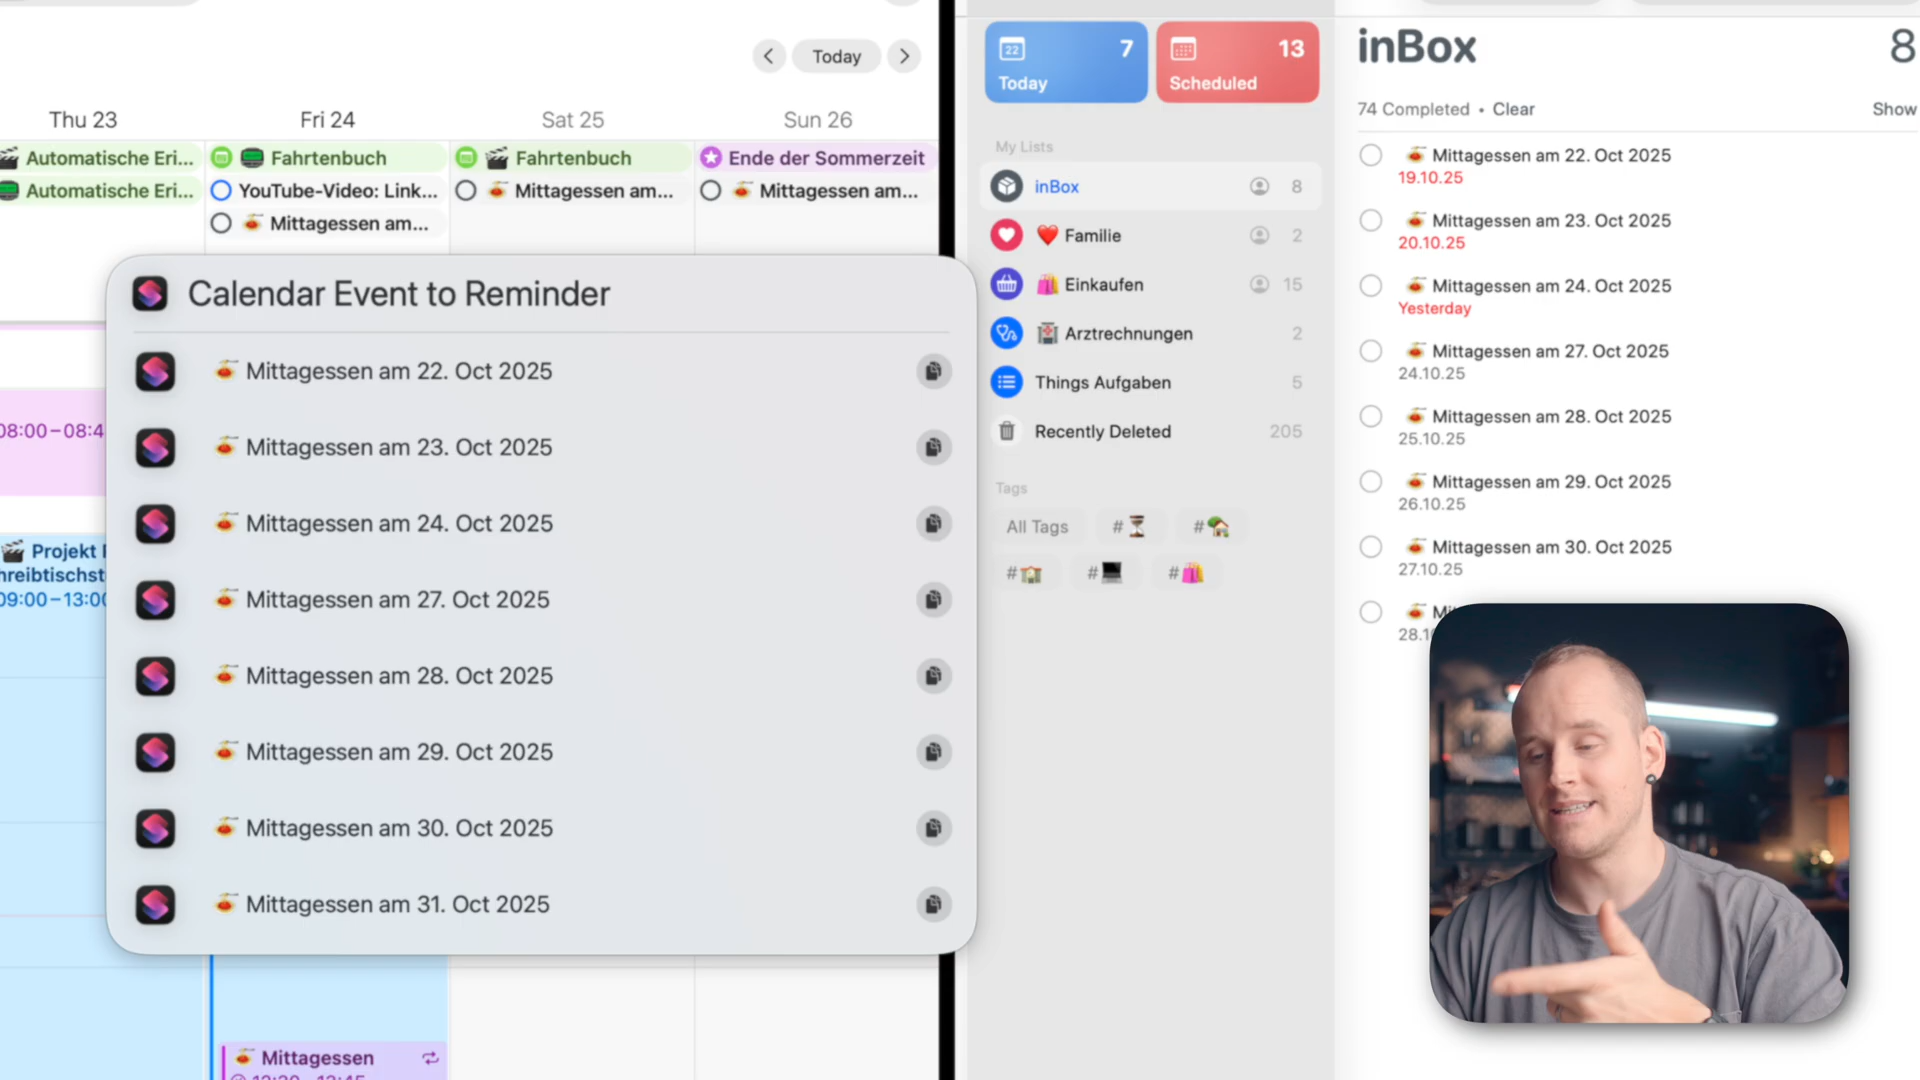 Today
Thu 23
Fri 24
Sat 25
Sun 26
Automatische Eri...
Fahrtenbuch
Fahrtenbuch
Ende der Sommerzeit
Automatische Eri...
YouTube-Video: Link...
Mittagessen am...
Mittagessen am...
Mittagessen am...
08:00–08:4
Projekt
hreibtischst
09:00–13:00
Mittagessen
Calendar Event to Reminder
Mittagessen am 22. Oct 2025
Mittagessen am 23. Oct 2025
Mittagessen am 24. Oct 2025
Mittagessen am 27. Oct 2025
Mittagessen am 28. Oct 2025
Mittagessen am 29. Oct 2025
Mittagessen am 30. Oct 2025
Mittagessen am 31. Oct 2025
22
7
Today
13
Scheduled
My Lists
inBox 8
Familie 2
Einkaufen 15
Arztrechnungen 2
Things Aufgaben 5
Recently Deleted 205
Tags
All Tags # #
# # #
inBox 8
74 Completed • Clear Show
Mittagessen am 22. Oct 2025
19.10.25
Mittagessen am 23. Oct 2025
20.10.25
Mittagessen am 24. Oct 2025
Yesterday
Mittagessen am 27. Oct 2025
24.10.25
Mittagessen am 28. Oct 2025
25.10.25
Mittagessen am 29. Oct 2025
26.10.25
Mittagessen am 30. Oct 2025
27.10.25